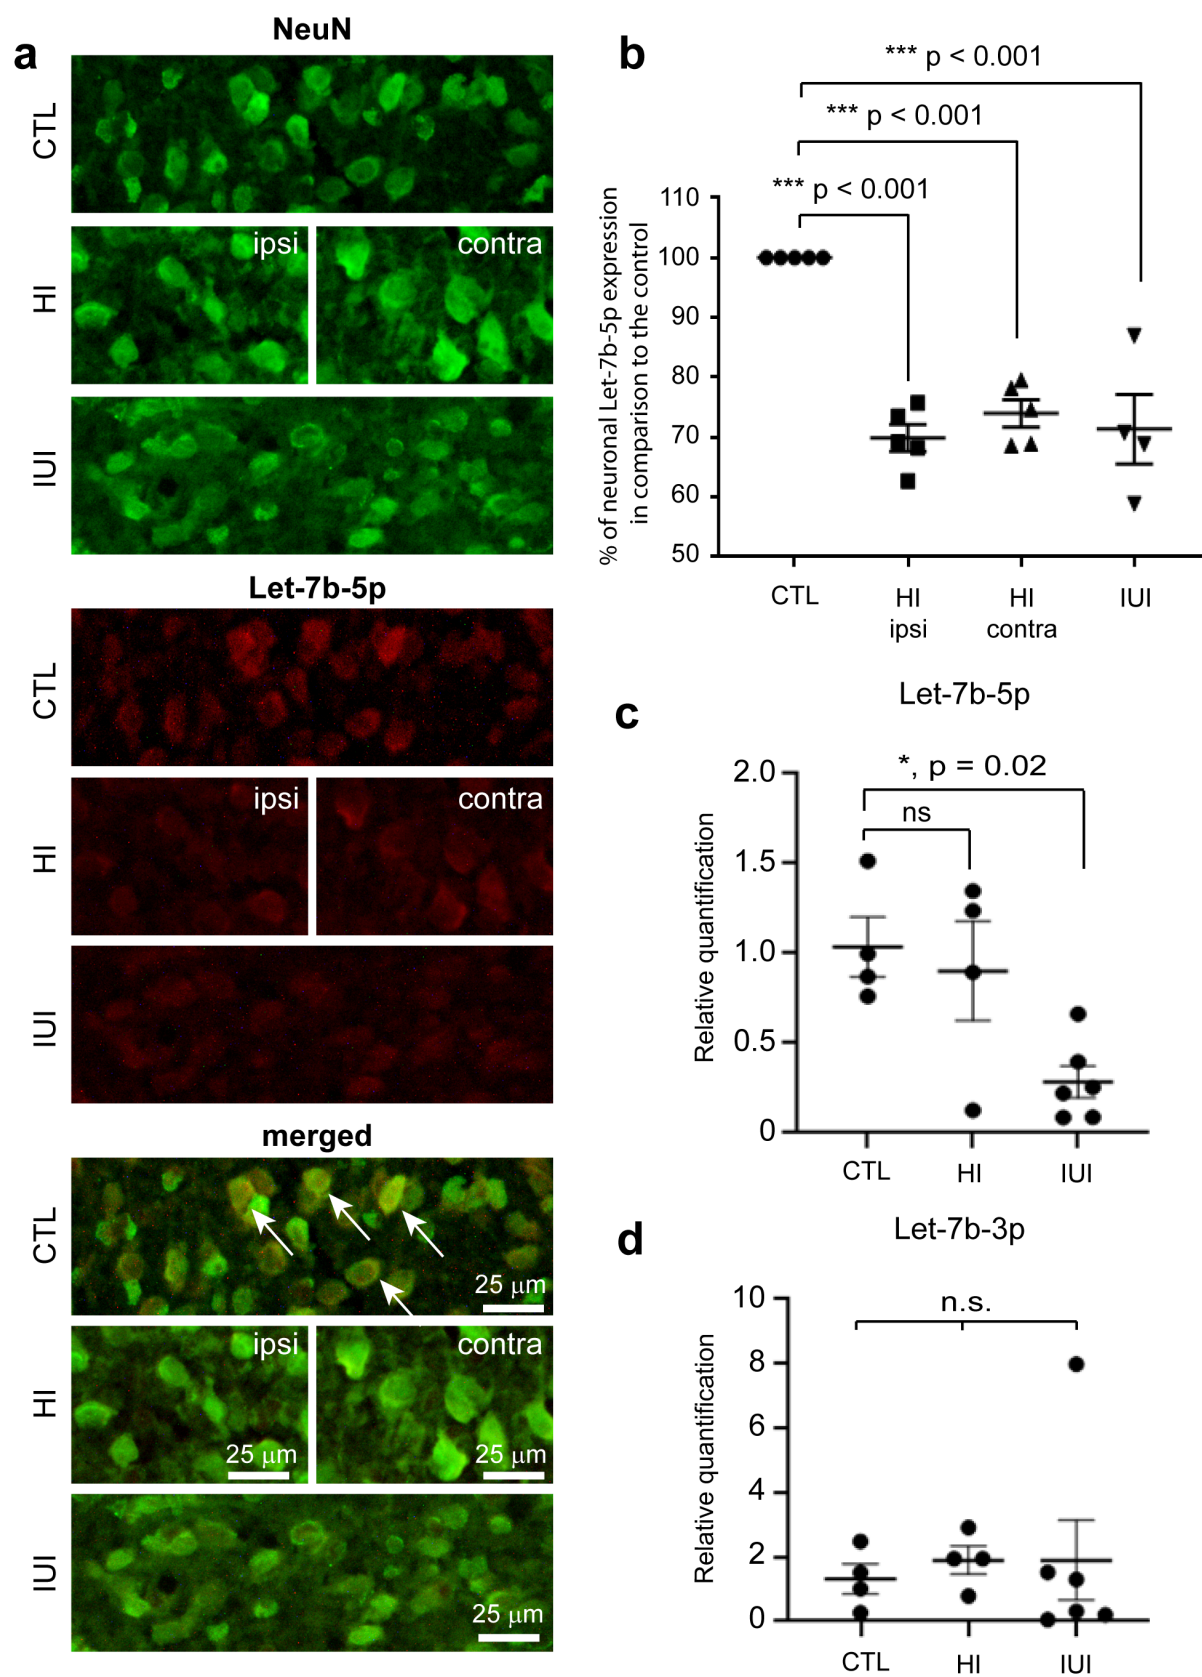 a
NeuN
CTL
HI
ipsi
contra
IUI
Let-7b-5p
CTL
HI
ipsi
contra
IUI
merged
CTL
25 μm
HI
ipsi
contra
25 μm
25 μm
IUI
25 μm
b
*** p < 0.001
*** p < 0.001
*** p < 0.001
% of neuronal Let-7b-5p expression
in comparison to the control
110
100
90
80
70
60
50
CTL
HI
ipsi
HI
contra
IUI
c
Let-7b-5p
*, p = 0.02
ns
Relative quantification
2.0
1.5
1.0
0.5
0
CTL
HI
IUI
d
Let-7b-3p
n.s.
Relative quantification
10
8
6
4
2
0
CTL
HI
IUI